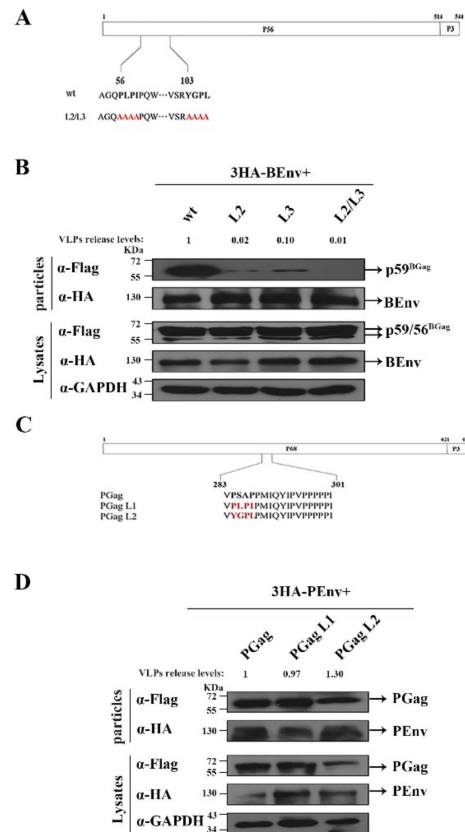 A
1 514 544
P56 P3
56 103
wt AGQPLPIPQW···VSRYGPL
L2/L3 AGQAAAAPQW···VSRAAAA
B
3HA-BEnv+
wt L2 L3 L2/L3
VLPs release levels: 1 0.02 0.10 0.01
KDa
particles
α-Flag 72 55 p59BGag
α-HA 130 BEnv
Lysates
α-Flag 72 55 p59/56BGag
α-HA 130 BEnv
α-GAPDH 43 34
C
1 621
P68 P3
283 301
PGag VPSAPPMIQYIPVPPPPPI
PGag L1 VPLPIPMIQYIPVPPPPPI
PGag L2 VYGPLPMIQYIPVPPPPPI
D
3HA-PEnv+
PGag PGag L1 PGag L2
VLPs release levels: 1 0.97 1.30
KDa
particles
α-Flag 72 55 PGag
α-HA 130 PEnv
Lysates
α-Flag 72 55 PGag
α-HA 130 PEnv
α-GAPDH 43 34